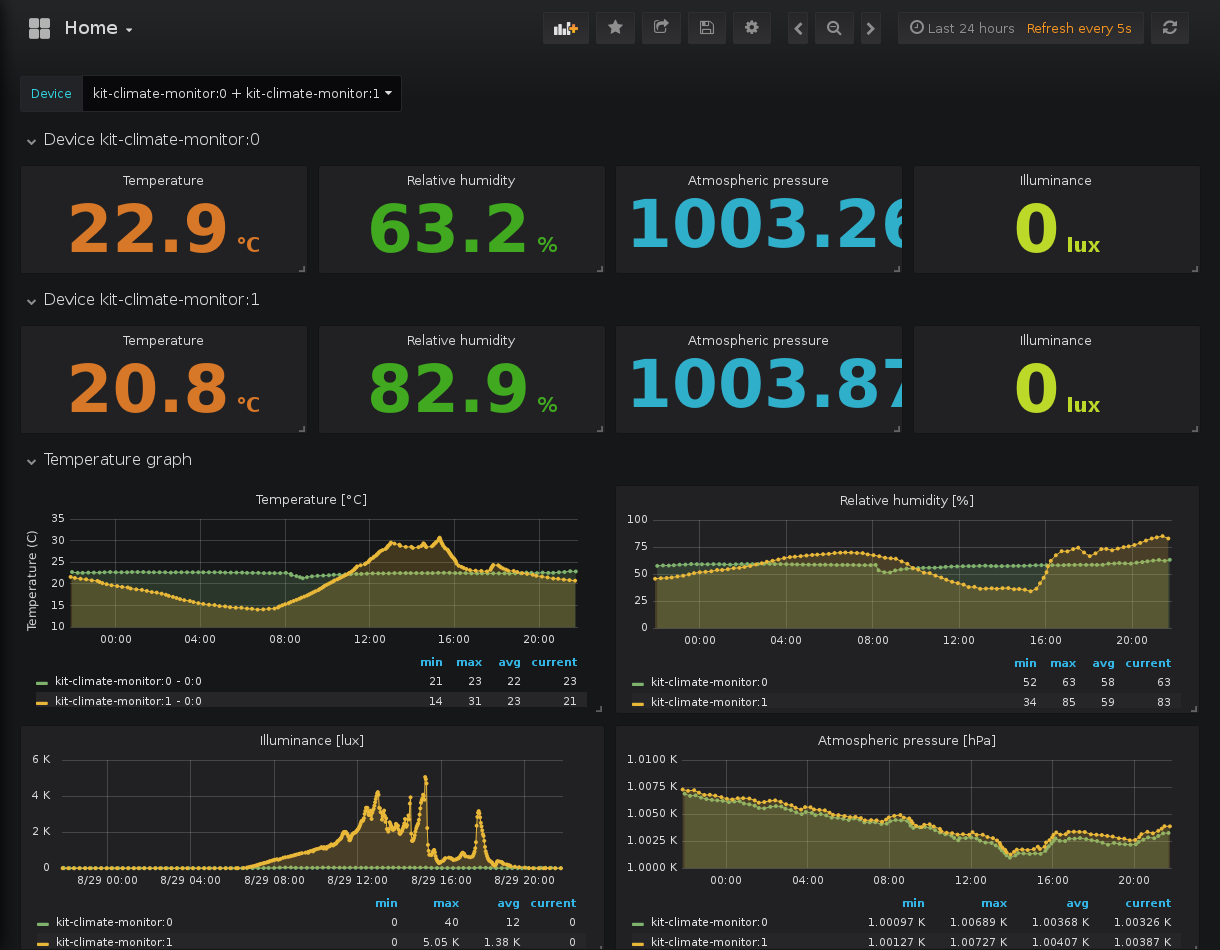 Home
Last 24 hours Refresh every 5s
Device kit-climate-monitor:0 + kit-climate-monitor:1
Device kit-climate-monitor:0
Temperature Relative humidity Atmospheric pressure Illuminance
22.9 °C 63.2 % 1003.26 0 lux
Device kit-climate-monitor:1
Temperature Relative humidity Atmospheric pressure Illuminance
20.8 °C 82.9 % 1003.87 0 lux
Temperature graph
Temperature [°C]
Temperature (C)
35
30
25
20
15
10
00:00 04:00 08:00 12:00 16:00 20:00
min max avg current
kit-climate-monitor:0 - 0:0 21 23 22 23
kit-climate-monitor:1 - 0:0 14 31 23 21
Relative humidity [%]
100
75
50
25
0
00:00 04:00 08:00 12:00 16:00 20:00
min max avg current
kit-climate-monitor:0 52 63 58 63
kit-climate-monitor:1 34 85 59 83
Illuminance [lux]
6 K
4 K
2 K
0
8/29 00:00 8/29 04:00 8/29 08:00 8/29 12:00 8/29 16:00 8/29 20:00
min max avg current
kit-climate-monitor:0 0 40 12 0
kit-climate-monitor:1 0 5.05 K 1.38 K 0
Atmospheric pressure [hPa]
1.0100 K
1.0075 K
1.0050 K
1.0025 K
1.0000 K
00:00 04:00 08:00 12:00 16:00 20:00
min max avg current
kit-climate-monitor:0 1.00097 K 1.00689 K 1.00368 K 1.00326 K
kit-climate-monitor:1 1.00127 K 1.00727 K 1.00407 K 1.00387 K